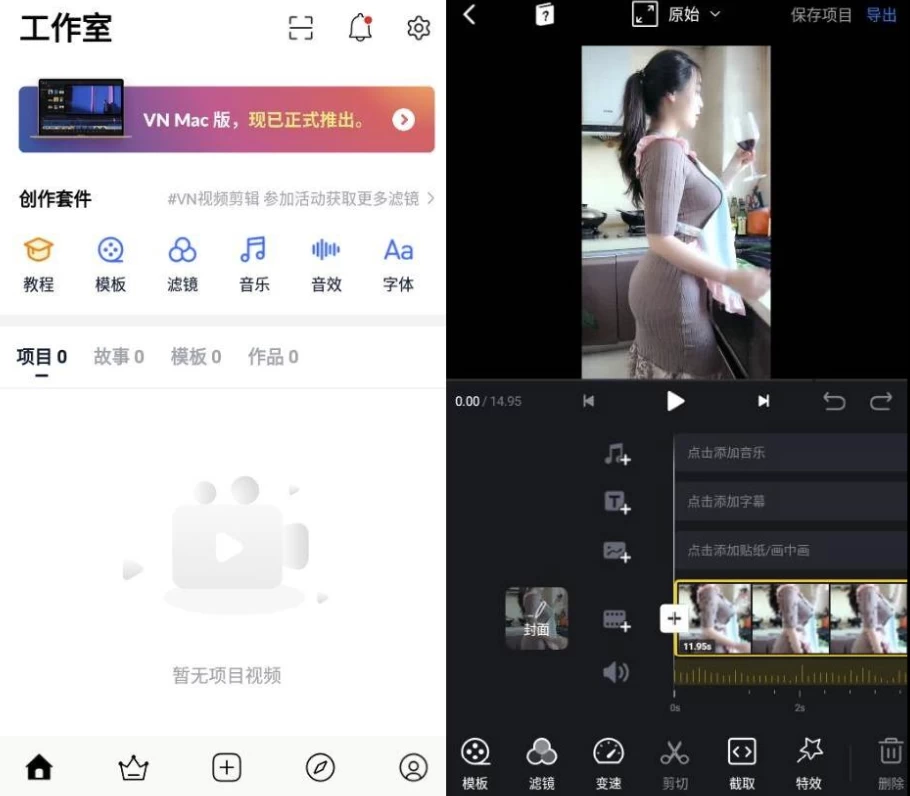 工作室
VN Mac 版，现已正式推出。
创作套件
#VN视频剪辑 参加活动获取更多滤镜
Aa
教程
模板
滤镜
音乐
音效
字体
项目 0
故事 0
模板 0
作品 0
暂无项目视频
?
原始
保存项目
导出
0.00 / 14.95
点击添加音乐
T
点击添加字幕
点击添加贴纸/画中画
封面
11.95s
0s
2s
模板
滤镜
变速
剪切
截取
特效
删除